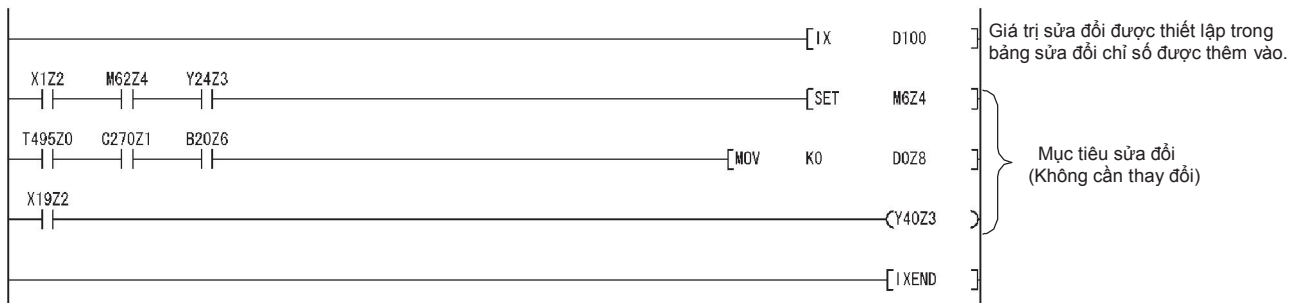 [IX D100 ]
Giá trị sửa đổi được thiết lập trong
bảng sửa đổi chỉ số được thêm vào.
X1Z2 M62Z4 Y24Z3
[SET M6Z4 ]
T495Z0 C270Z1 B20Z6
[MOV K0 D0Z8 ]
Mục tiêu sửa đổi
(Không cần thay đổi)
X19Z2
(Y40Z3 )
[IXEND ]